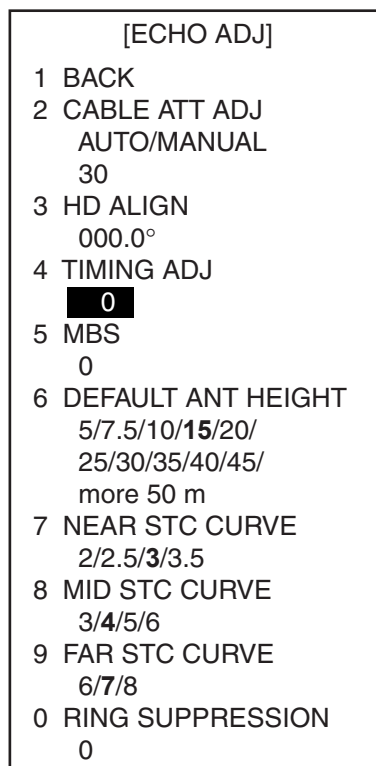 [ECHO ADJ]
1 BACK
2 CABLE ATT ADJ
AUTO/MANUAL
30
3 HD ALIGN
000.0°
4 TIMING ADJ
0
5 MBS
0
6 DEFAULT ANT HEIGHT
5/7.5/10/15/20/
25/30/35/40/45/
more 50 m
7 NEAR STC CURVE
2/2.5/3/3.5
8 MID STC CURVE
3/4/5/6
9 FAR STC CURVE
6/7/8
0 RING SUPPRESSION
0